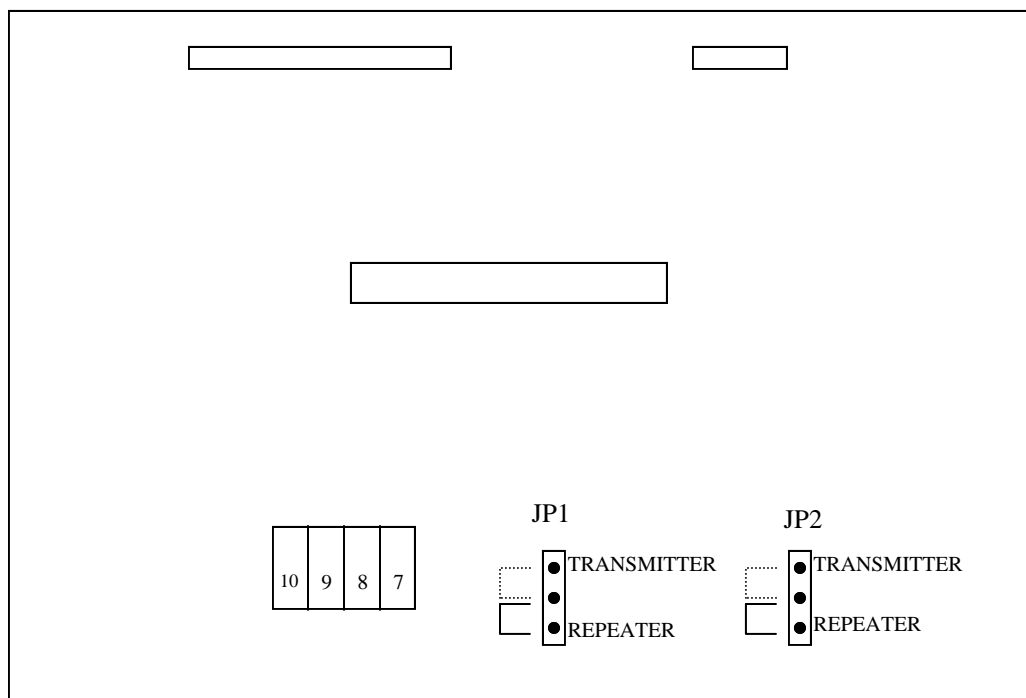 JP1
JP2
TRANSMITTER
TRANSMITTER
10 9 8 7
REPEATER
REPEATER